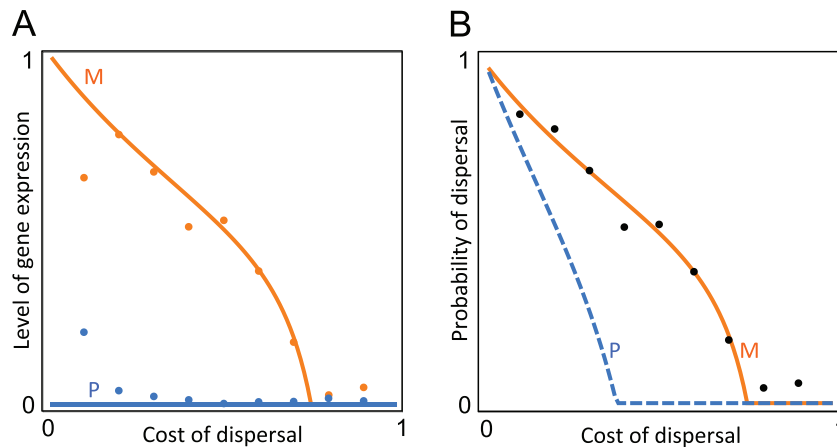 A
1
Level of gene expression
M
P
0
0
Cost of dispersal
1
B
1
Probability of dispersal
P
M
0
0
Cost of dispersal
1